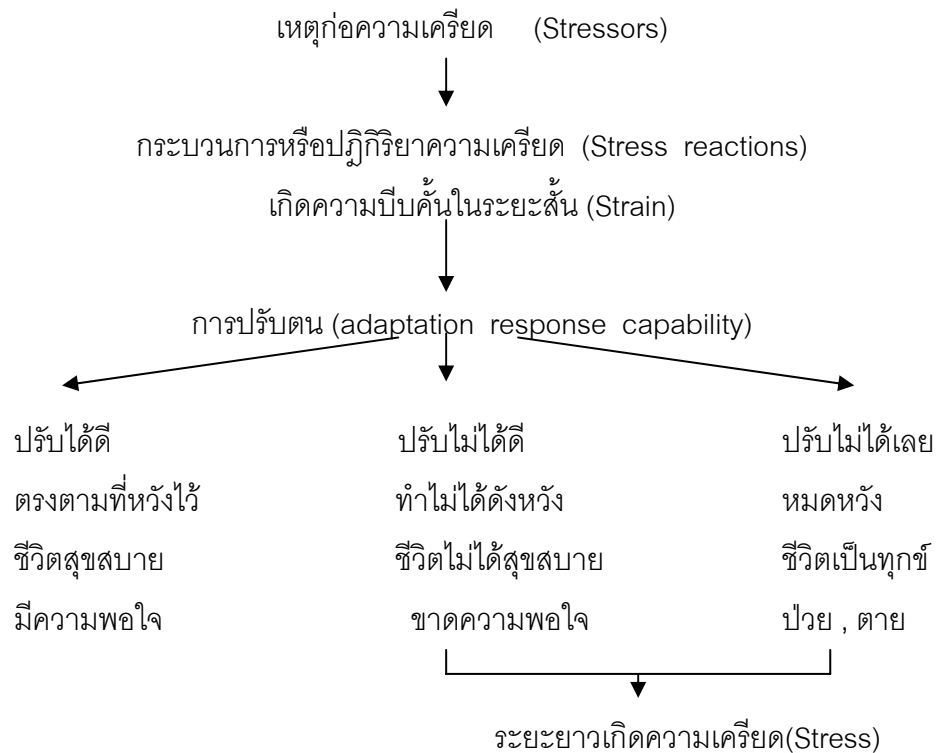 เหตุก่อความเครียด (Stressors)
กระบวนการหรือปฏิกิริยาความเครียด (Stress reactions)
เกิดความบีบคั้นในระยะสั้น (Strain)
การปรับตน (adaptation response capability)
ปรับได้ดี ปรับไม่ได้ดี ปรับไม่ได้เลย
ตรงตามที่หวังไว้ ทำไม่ได้ดังหวัง หมดหวัง
ชีวิตสุขสบาย ชีวิตไม่ได้สุขสบาย ชีวิตเป็นทุกข์
มีความพอใจ ขาดความพอใจ ป่วย , ตาย
ระยะยาวเกิดความเครียด(Stress)